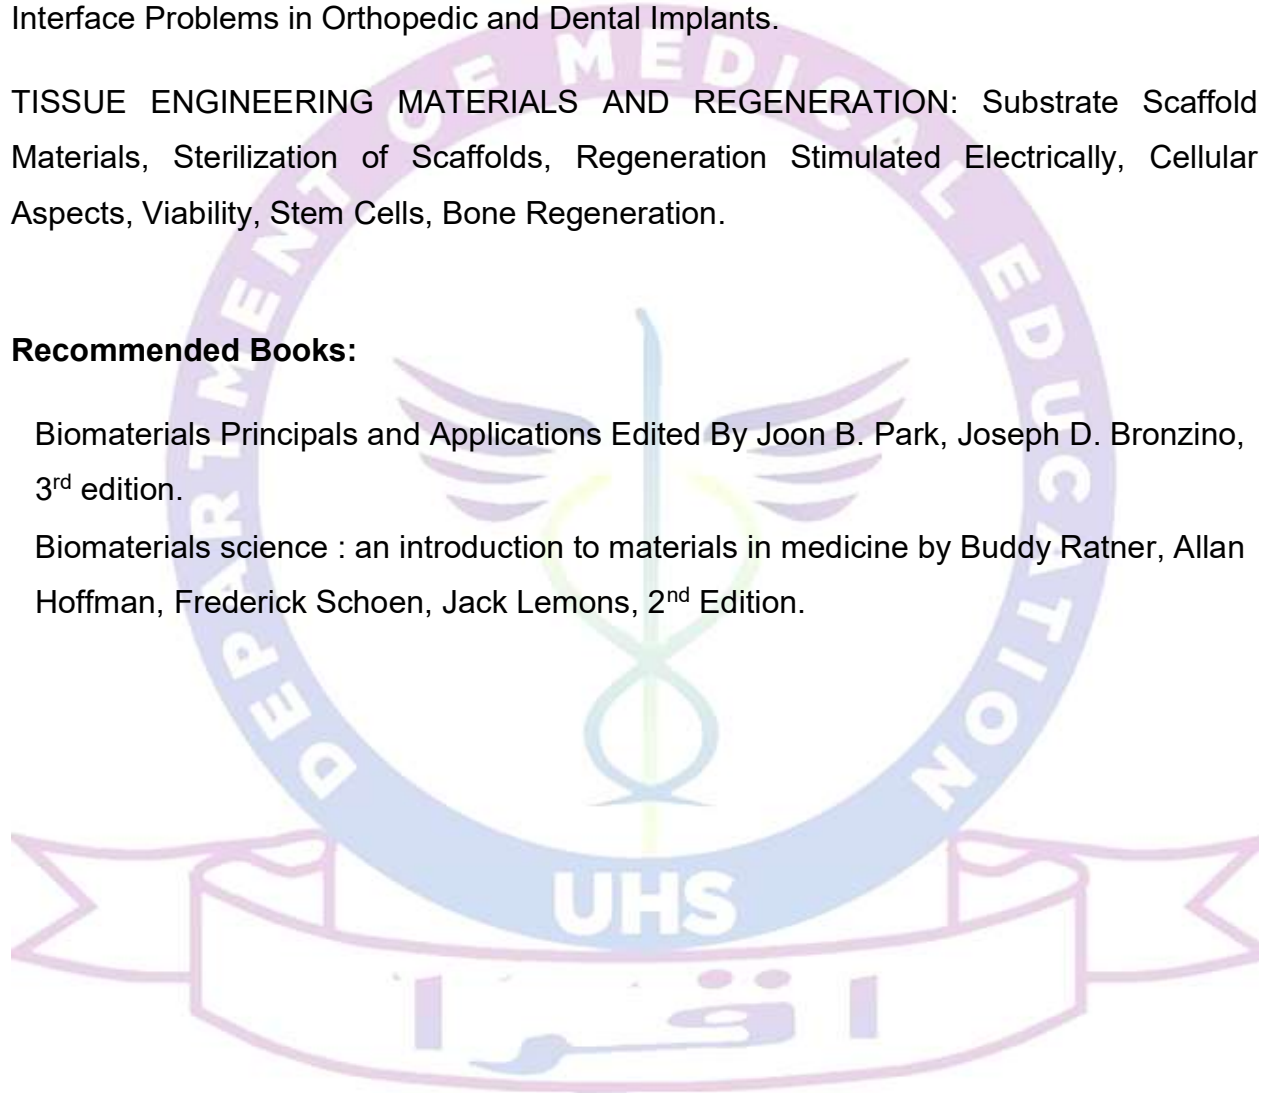 Interface Problems in Orthopedic and Dental Implants.
TISSUE ENGINEERING MATERIALS AND REGENERATION: Substrate Scaffold
Materials, Sterilization of Scaffolds, Regeneration Stimulated Electrically, Cellular
Aspects, Viability, Stem Cells, Bone Regeneration.
Recommended Books:
Biomaterials Principals and Applications Edited By Joon B. Park, Joseph D. Bronzino,
3rd edition.
Biomaterials science : an introduction to materials in medicine by Buddy Ratner, Allan
Hoffman, Frederick Schoen, Jack Lemons, 2nd Edition.
DEPARTMENT OF MEDICAL EDUCATION
UHS
اقرا